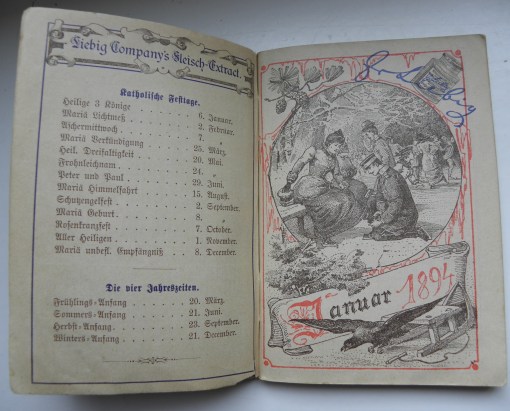 Liebig Company's Fleisch-Extract.
Katholische Festtage.
Heilige 3 Könige . . . . 6. Januar.
Mariä Lichtmeß . . . . 2. Februar.
Aschermittwoch . . . . 7. "
Mariä Verkündigung . . . . 25. März.
Heil. Dreifaltigkeit . . . . 20. Mai.
Frohnleichnam . . . . 24. "
Peter und Paul . . . . 29. Juni.
Mariä Himmelfahrt . . . . 15. August.
Schutzengelfest . . . . 2. September.
Mariä Geburt . . . . 8. "
Rosenkranzfest . . . . 7. October.
Aller Heiligen . . . . 1. November.
Mariä unbefl. Empfängniß . . 8. December.
Die vier Jahreszeiten.
Frühlings-Anfang . . . . 20. März.
Sommers-Anfang . . . . 21. Juni.
Herbst-Anfang . . . . 23. September.
Winters-Anfang . . . . 21. December.
Liebig
Januar 1894